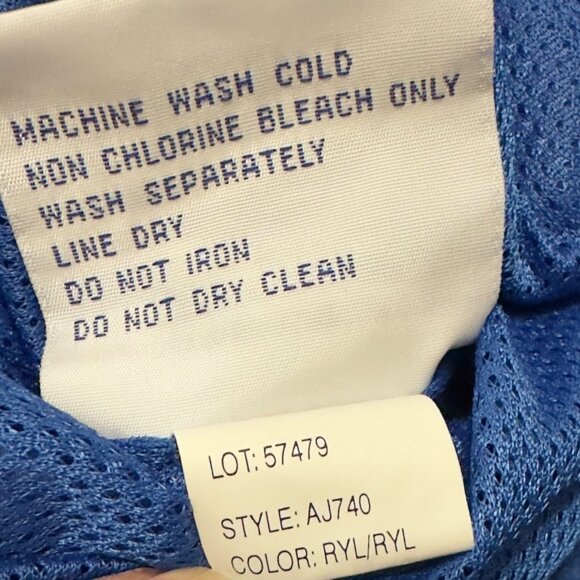 MACHINE WASH COLD
NON CHLORINE BLEACH ONLY
WASH SEPARATELY
LINE DRY
DO NOT IRON
DO NOT DRY CLEAN
LOT: 57479
STYLE: AJ740
COLOR: RYL/RYL